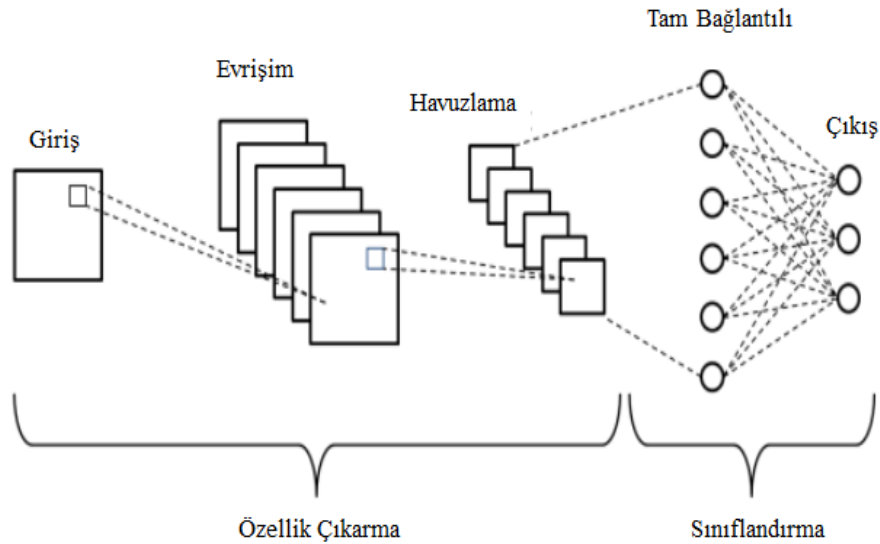 Giriş
Evrişim
Havuzlama
Tam Bağlantılı
Çıkış
Özellik Çıkarma
Sınıflandırma